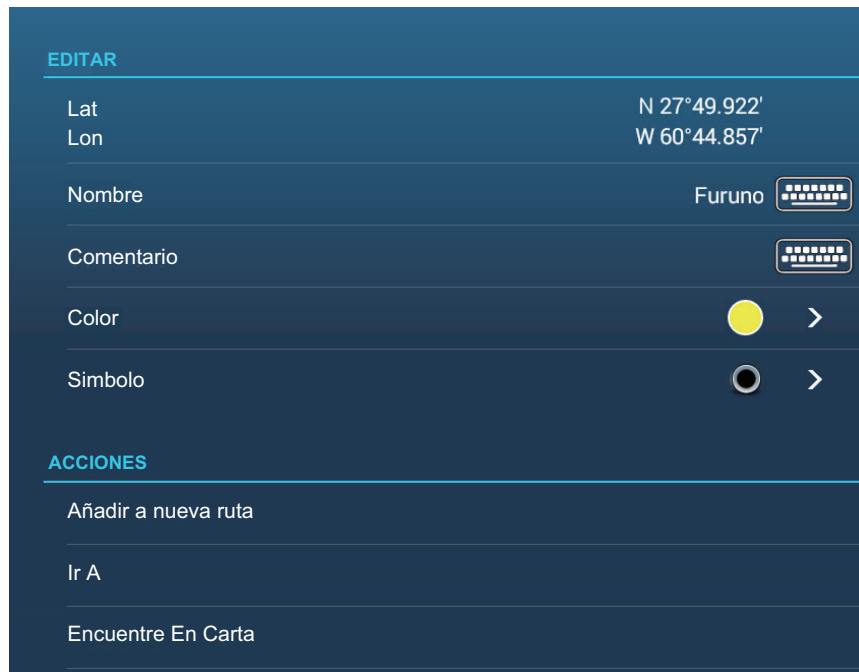 EDITAR
Lat N 27°49.922'
Lon W 60°44.857'
Nombre Furuno
Comentario
Color
Simbolo
ACCIONES
Añadir a nueva ruta
Ir A
Encuentre En Carta